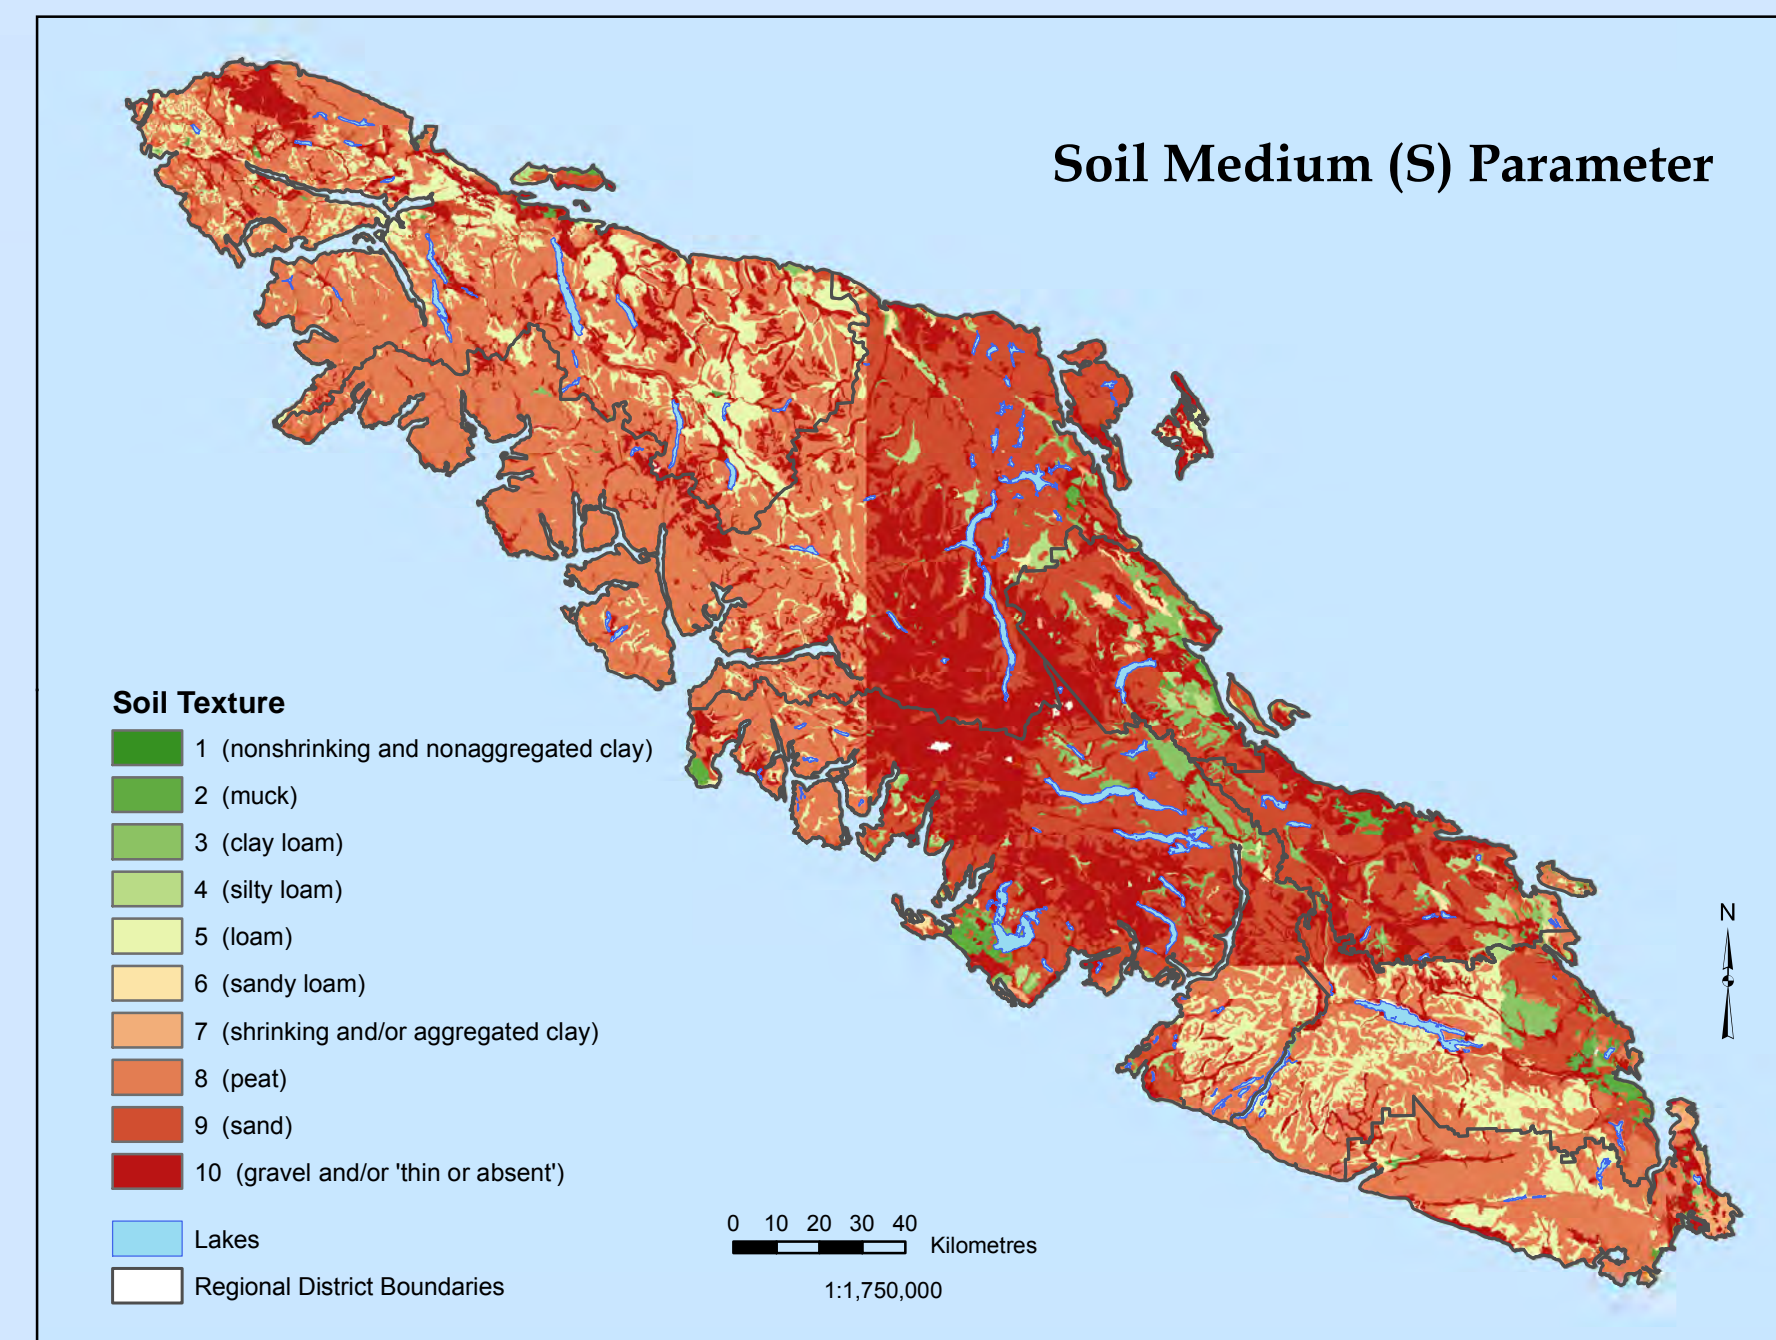 Soil Medium (S) Parameter
Soil Texture
1 (nonshrinking and nonaggregated clay)
2 (muck)
3 (clay loam)
4 (silty loam)
5 (loam)
6 (sandy loam)
7 (shrinking and/or aggregated clay)
8 (peat)
9 (sand)
10 (gravel and/or 'thin or absent')
Lakes
Regional District Boundaries
0 10 20 30 40
Kilometres
1:1,750,000
N